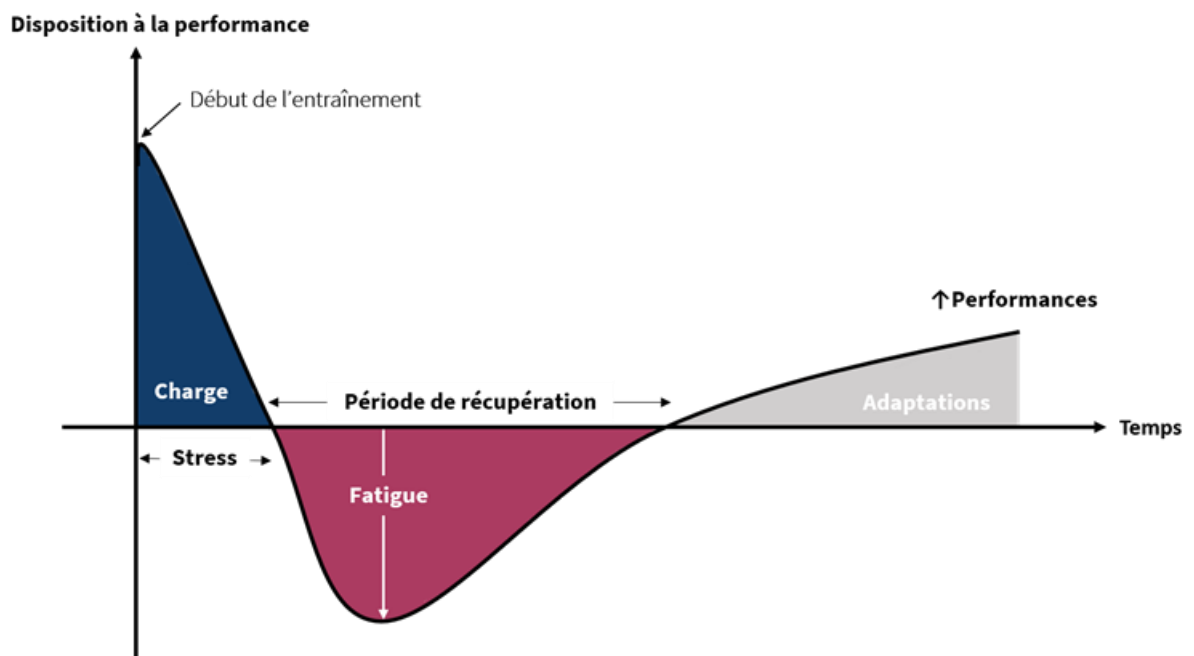 Disposition à la performance
Début de l’entraînement
↑Performances
Charge
Période de récupération
Adaptations
Temps
Stress
Fatigue